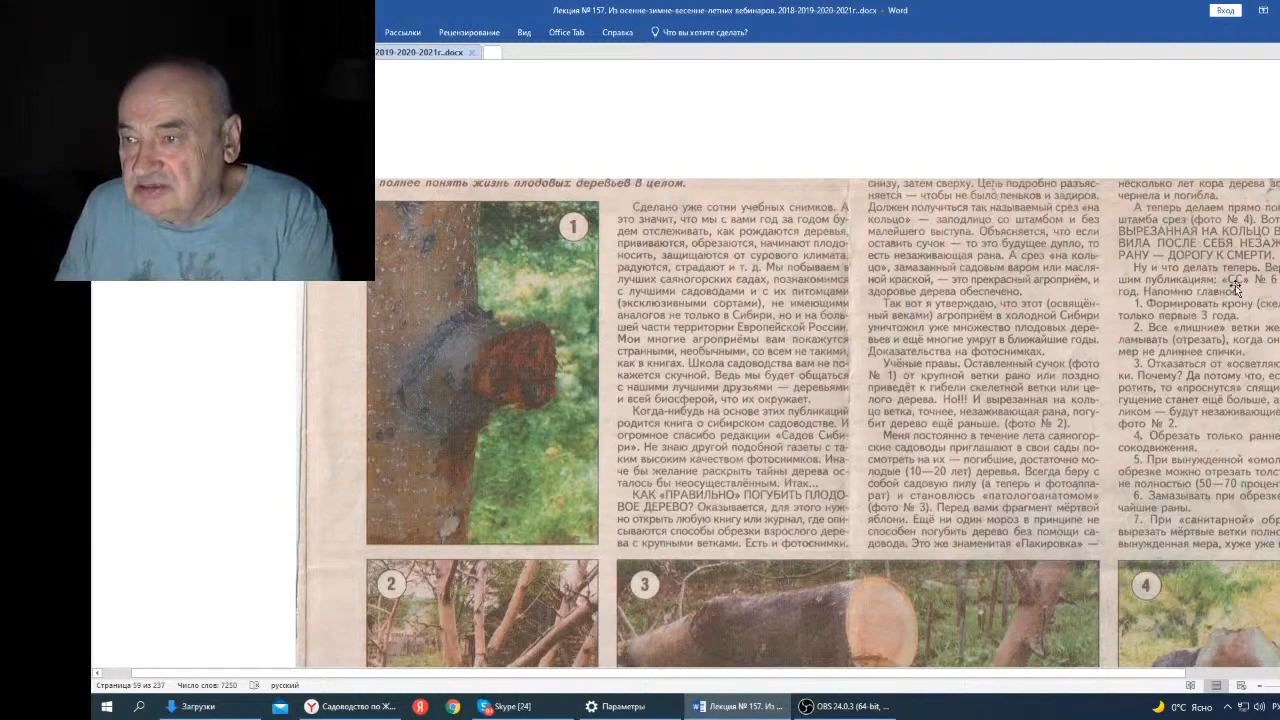 Лекция № 157. Из осенне-зимне-весенне-летних вебинаров. 2018-2019-2020-2021г..docx - Word
Вход
Рассылки Рецензирование Вид Office Tab Справка Что вы хотите сделать?
2019-2020-2021г..docx
полнее понять жизнь плодовых деревьев в целом.
1
Сделано уже сотни учебных снимков. А
это значит, что мы с вами год за годом бу-
дем отслеживать, как рождаются деревья,
прививаются, обрезаются, начинают плодо-
носить, защищаются от сурового климата,
радуются, страдают и т. д. Мы побываем в
лучших саяногорских садах, познакомимся
с лучшими садоводами и с их питомцами
(эксклюзивными сортами), не имеющими
аналогов не только в Сибири, но и на боль-
шей части территории Европейской России.
Мои многие агроприёмы вам покажутся
странными, необычными, со всем не такими,
как в книгах. Школа садоводства вам не по-
кажется скучной. Ведь мы будет общаться
с нашими лучшими друзьями — деревьями
и всей биосферой, что их окружает.
Когда-нибудь на основе этих публикаций
родится книга о сибирском садоводстве. И
огромное спасибо редакции «Садов Сиби-
ри». Не знаю другой подобной газеты с та-
ким высоким качеством фотоснимков. Ина-
че бы желание раскрыть тайны дерева ос-
талось бы неосуществлённым. Итак...
КАК «ПРАВИЛЬНО» ПОГУБИТЬ ПЛОДО-
ВОЕ ДЕРЕВО? Оказывается, для этого нуж-
но открыть любую книгу или журнал, где опи-
сываются способы обрезки взрослого дере-
ва с крупными ветками. Есть и фотоснимки.
снизу, затем сверху. Цель подробно разъяс-
няется — чтобы не было пеньков и задиров.
Должен получиться так называемый срез «на
кольцо» — заподлицо со штамбом и без
малейшего выступа. Объясняется, что если
оставить сучок — то это будущее дупло, то
есть незаживающая рана. А срез «на коль-
цо», замазанный садовым варом или масля-
ной краской, — это прекрасный агроприём, и
здоровье дерева обеспечено.
Так вот я утверждаю, что этот (освящён-
ный веками) агроприём в холодной Сибири
уничтожил уже множество плодовых дере-
вьев и ещё многие умрут в ближайшие годы.
Доказательства на фотоснимках.
Учёные правы. Оставленный сучок (фото
№ 1) от крупной ветки рано или поздно
приведёт к гибели скелетной ветки или це-
лого дерева. Но!!! И вырезанная на коль-
цо ветка, точнее, незаживающая рана, погу-
бит дерево ещё раньше. (фото № 2).
Меня постоянно в течение лета саяногор-
ские садоводы приглашают в свои сады по-
смотреть на их — погибшие, достаточно мо-
лодые (10—20 лет) деревья. Всегда беру с
собой садовую пилу (а теперь и фотоаппа-
рат) и становлюсь «патологоанатомом»
(фото № 3). Перед вами фрагмент мёртвой
яблони. Ещё ни один мороз в принципе не
способен погубить дерево без помощи са-
довода. Это же знаменитая «Пакировка» —
несколько лет кора дерева
чернела и погибла.
А теперь делаем прямо по
штамба срез (фото № 4). Вот
ВЫРЕЗАННАЯ НА КОЛЬЦО В
ВИЛА ПОСЛЕ СЕБЯ НЕЗАЖ
РАНУ — ДОРОГУ К СМЕРТИ.
Ну и что делать теперь. Ве
шим публикациям: «СС» № 6
год. Напомню главно
1. Формировать крону (ске
только первые 3 года.
2. Все «лишние» ветки же
ламывать (отрезать), когда он
мер не длиннее спички.
3. Отказаться от «осветляю
ки. Почему? Да потому что, ес
ротить, то «проснутся» спящи
гущение станет ещё больше, а
ликом — будут незаживающие
фото № 2.
4. Обрезать только ранне
сокодвижения.
5. При вынужденной «омол
обрезке можно отрезать толс
не полностью (50—70 процент
6. Замазывать при обрезк
чайшие раны.
7. При «санитарной» обр
вырезать мёртвые ветки полно
вынужденная мера, хуже уже
2
3
4
Страница 59 из 237 Число слов: 7250 русский
Загрузки Садоводство по Ж... Skype [24] Параметры Лекция № 157. Из ... OBS 24.0.3 (64-bit, ... 0°C Ясно